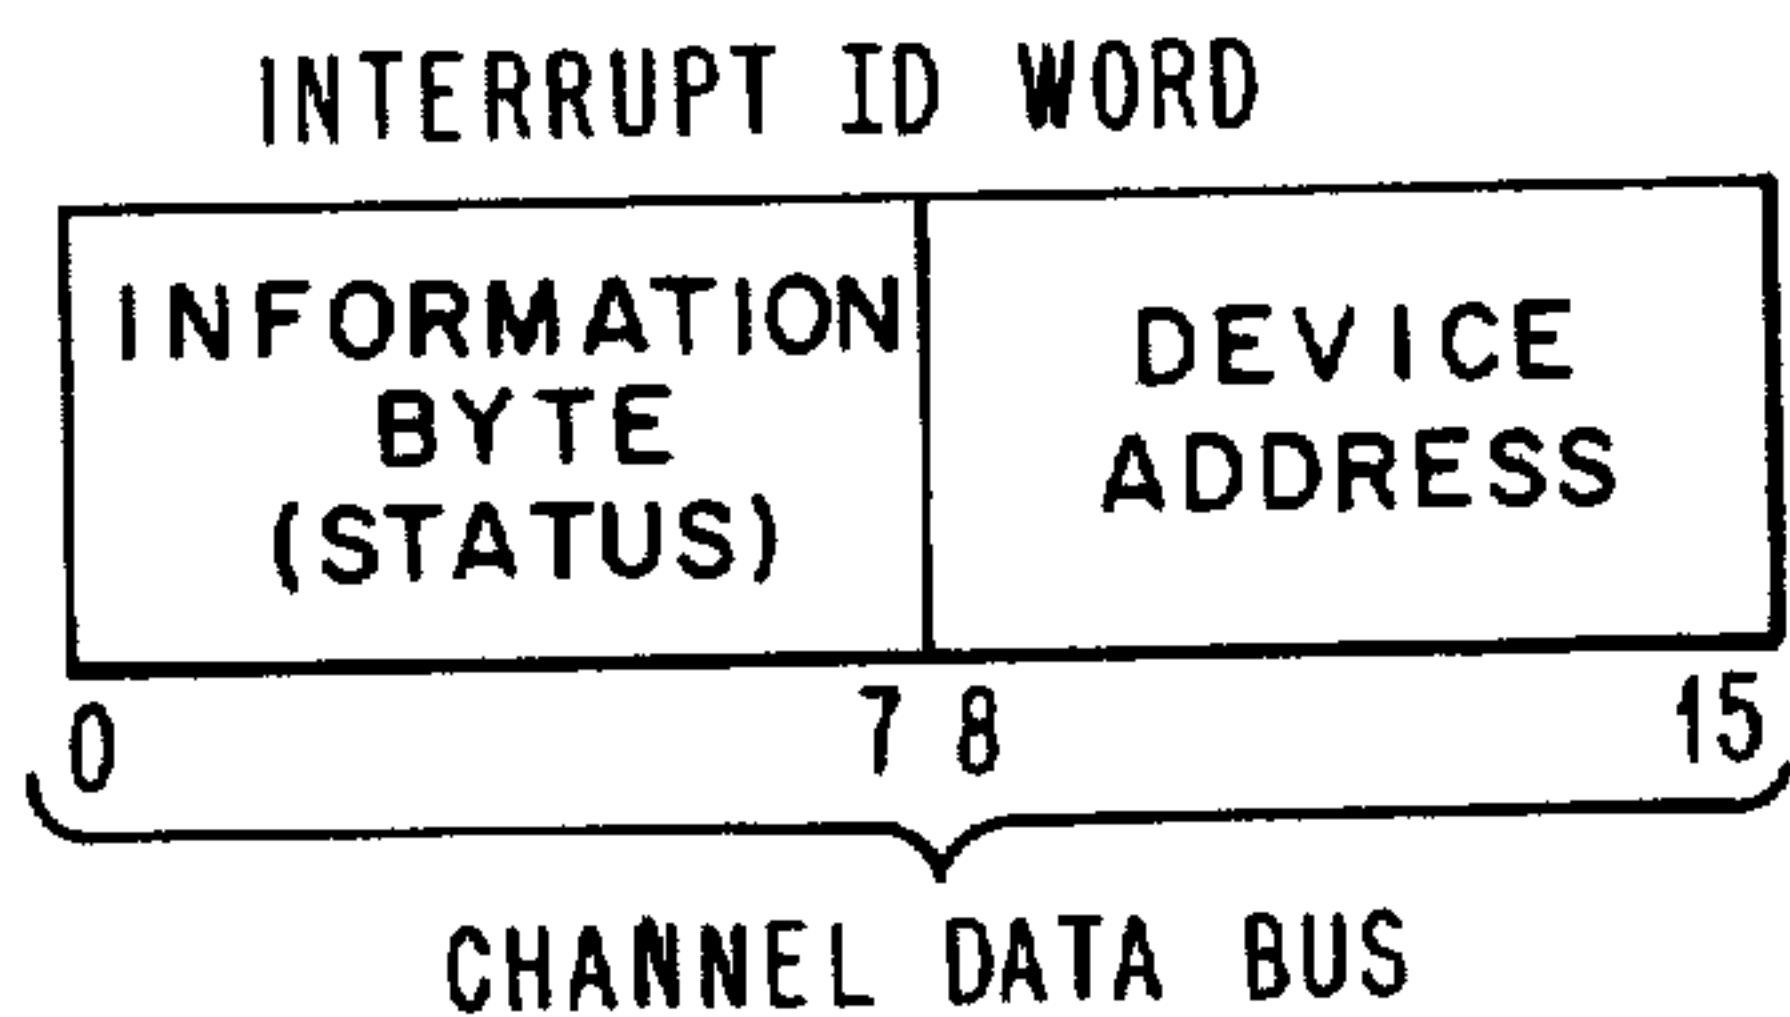 INTERRUPT ID WORD
INFORMATION
BYTE
(STATUS)
DEVICE
ADDRESS
0 7 8 15
CHANNEL DATA BUS